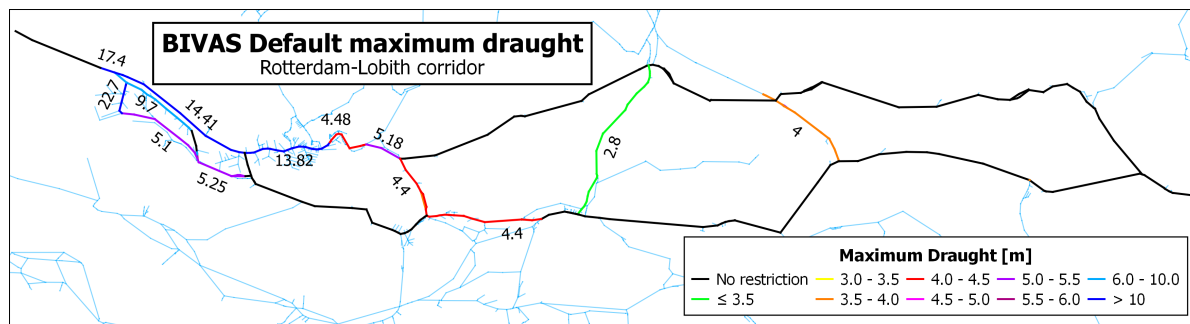 BIVAS Default maximum draught
Rotterdam-Lobith corridor
17.4
22.7
9.7
14.41
5.1
5.25
13.82
4.48
5.18
4.4
4.4
2.8
4
Maximum Draught [m]
No restriction 3.0 - 3.5 4.0 - 4.5 5.0 - 5.5 6.0 - 10.0
≤ 3.5 3.5 - 4.0 4.5 - 5.0 5.5 - 6.0 > 10